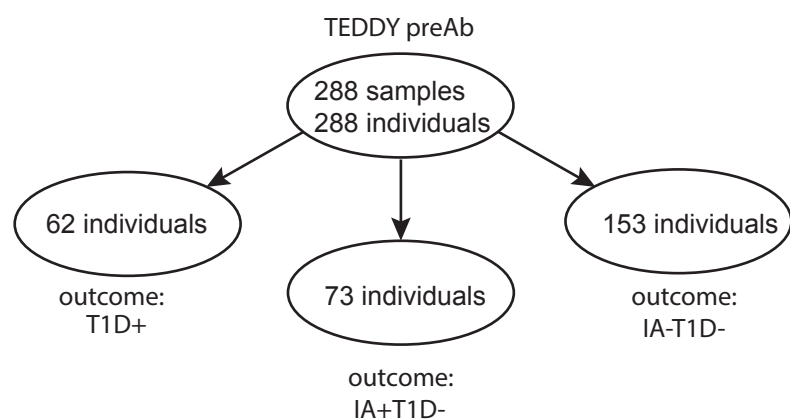 TEDDY preAb
288 samples
288 individuals
62 individuals
153 individuals
73 individuals
outcome:
T1D+
outcome:
IA-T1D-
outcome:
IA+T1D-